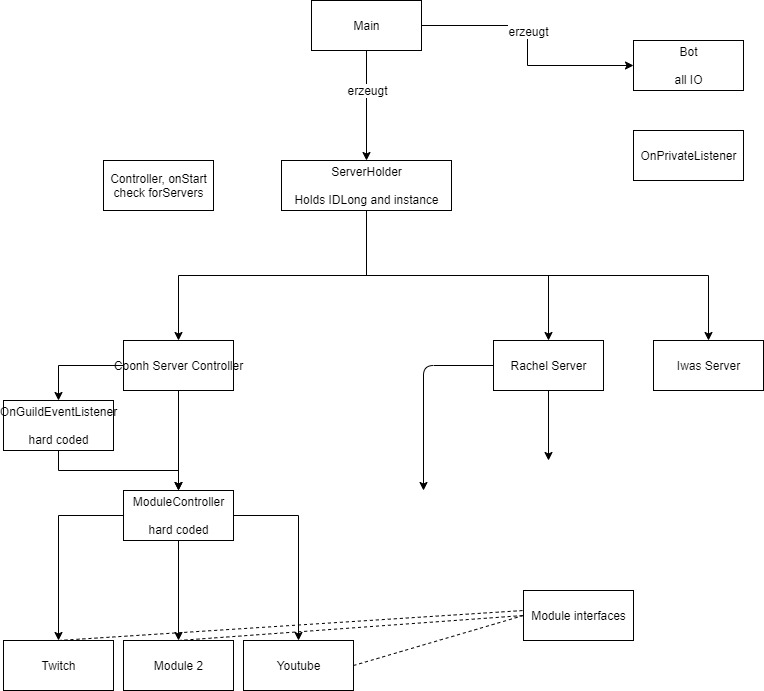 Main
erzeugt
Bot
all IO
erzeugt
OnPrivateListener
Controller, onStart
check forServers
ServerHolder
Holds IDLong and instance
Coonh Server Controller
Rachel Server
Iwas Server
OnGuildEventListener
hard coded
ModuleController
hard coded
Module interfaces
Twitch
Module 2
Youtube